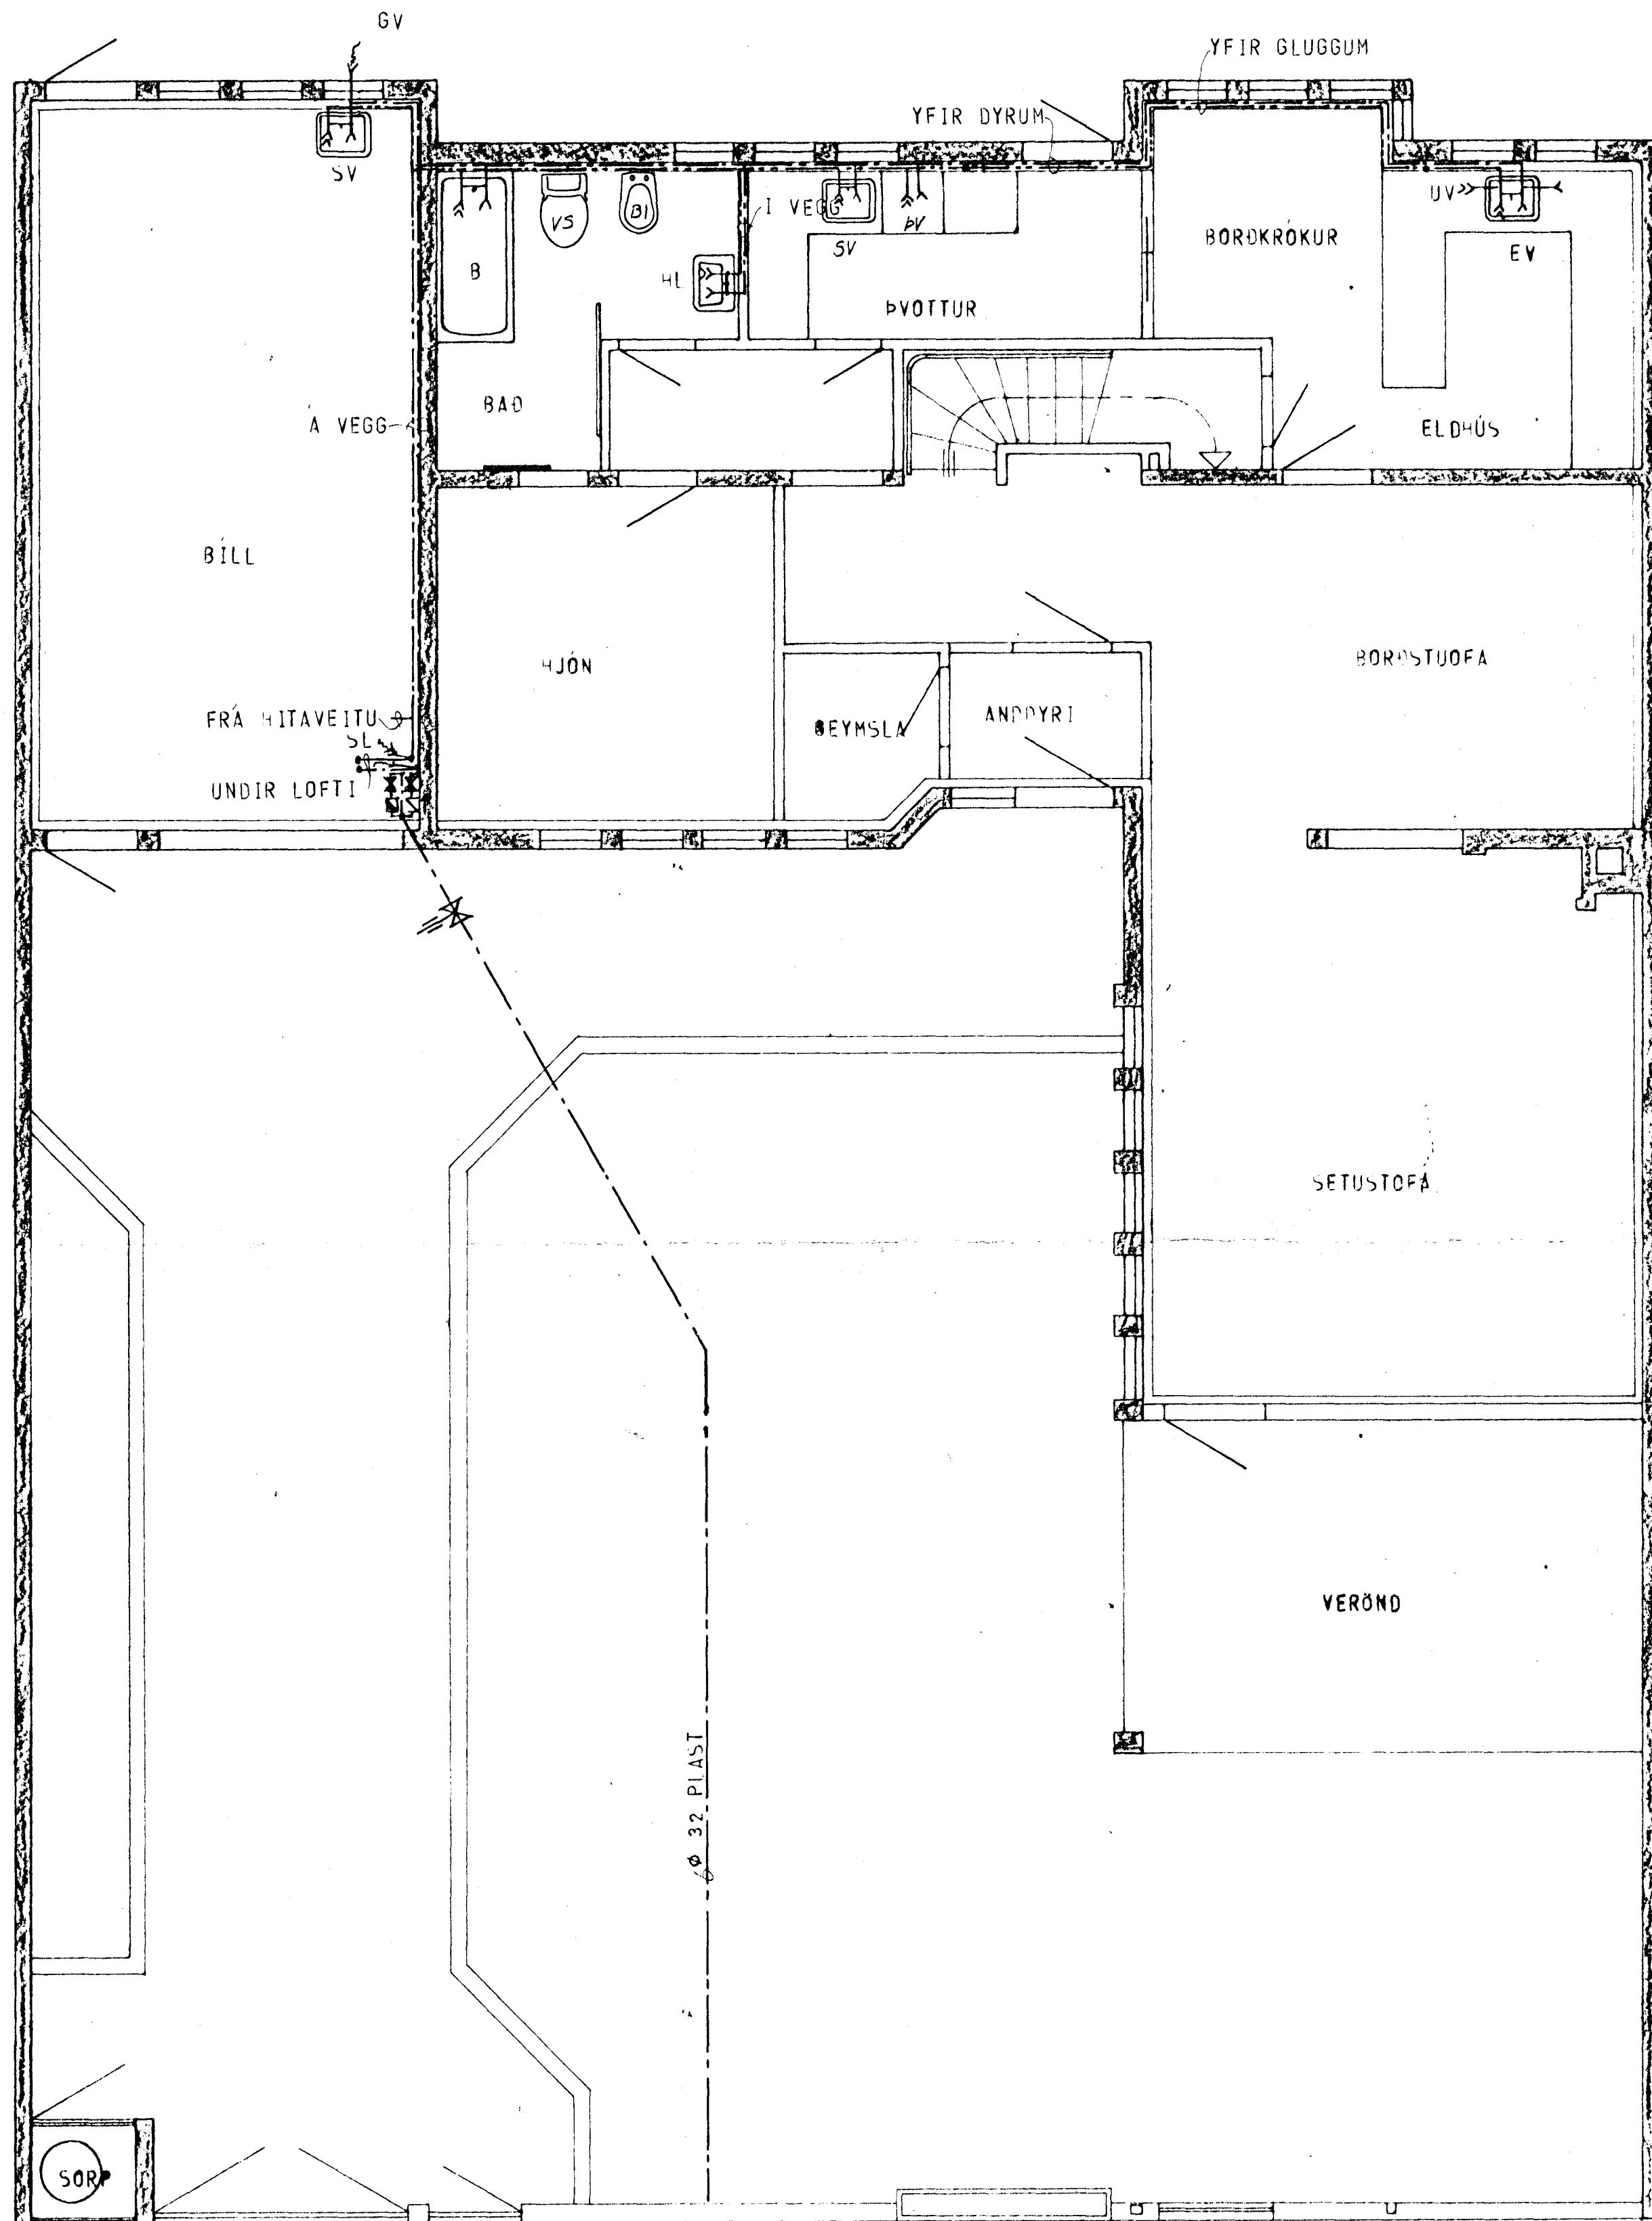 GV
YFIR GLUGGUM
YFIR DYRUM
SV
VS
BI
Í VEGG
SV
ÞV
BORÐKRÓKUR
UV
EV
B
HL
ÞVOTTUR
BAÐ
Á VEGG
ELDHÚS
BÍLL
HJÓN
BORÐSTUOFA
GEYMSLA
ANDDYRI
FRÁ HITAVEITU
SL
UNDIR LOFTI
SETUSTOFA
VERÖND
Ø 32 PLAST
SORP